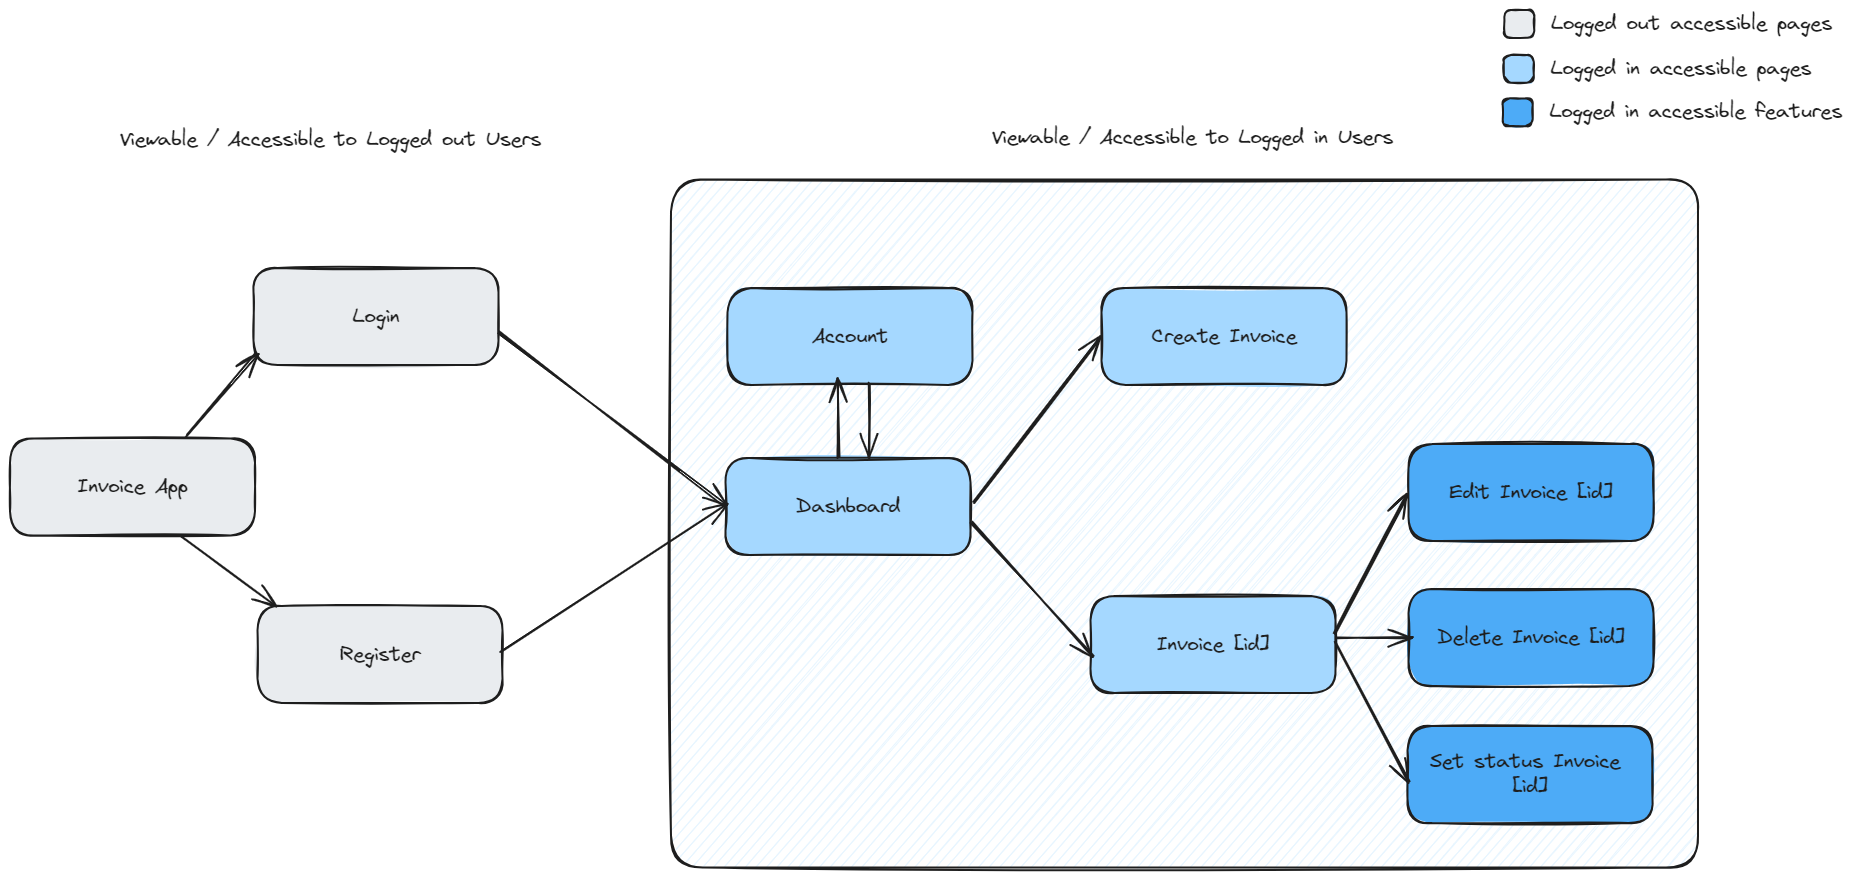 Logged out accessible pages
Logged in accessible pages
Logged in accessible features
Viewable / Accessible to Logged out Users
Viewable / Accessible to Logged in Users
Login
Account
Create Invoice
Invoice App
Dashboard
Edit Invoice [id]
Register
Invoice [id]
Delete Invoice [id]
Set status Invoice
[id]